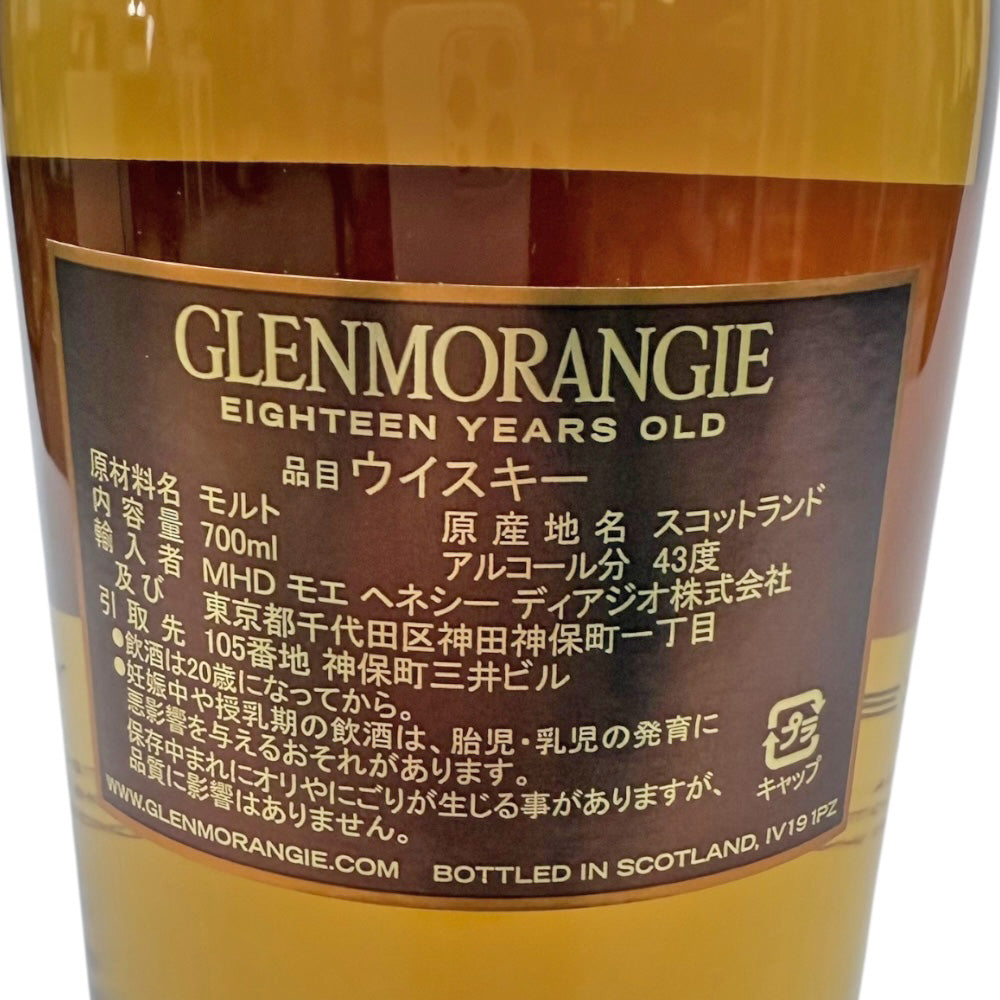 GLENMORANGIE
EIGHTEEN YEARS OLD
品目 ウイスキー
原材料名 モルト 原産地名 スコットランド
内容量 700ml アルコール分 43度
輸入者 MHD モエ ヘネシー ディアジオ株式会社
及び 東京都千代田区神田神保町一丁目
引取先 105番地 神保町三井ビル
●飲酒は20歳になってから。
●妊娠中や授乳期の飲酒は、胎児・乳児の発育に
悪影響を与えるおそれがあります。
保存中まれにオリやにごりが生じる事がありますが、
品質に影響はありません。
プラ
キャップ
WWW.GLENMORANGIE.COM BOTTLED IN SCOTLAND, IV19 1PZ